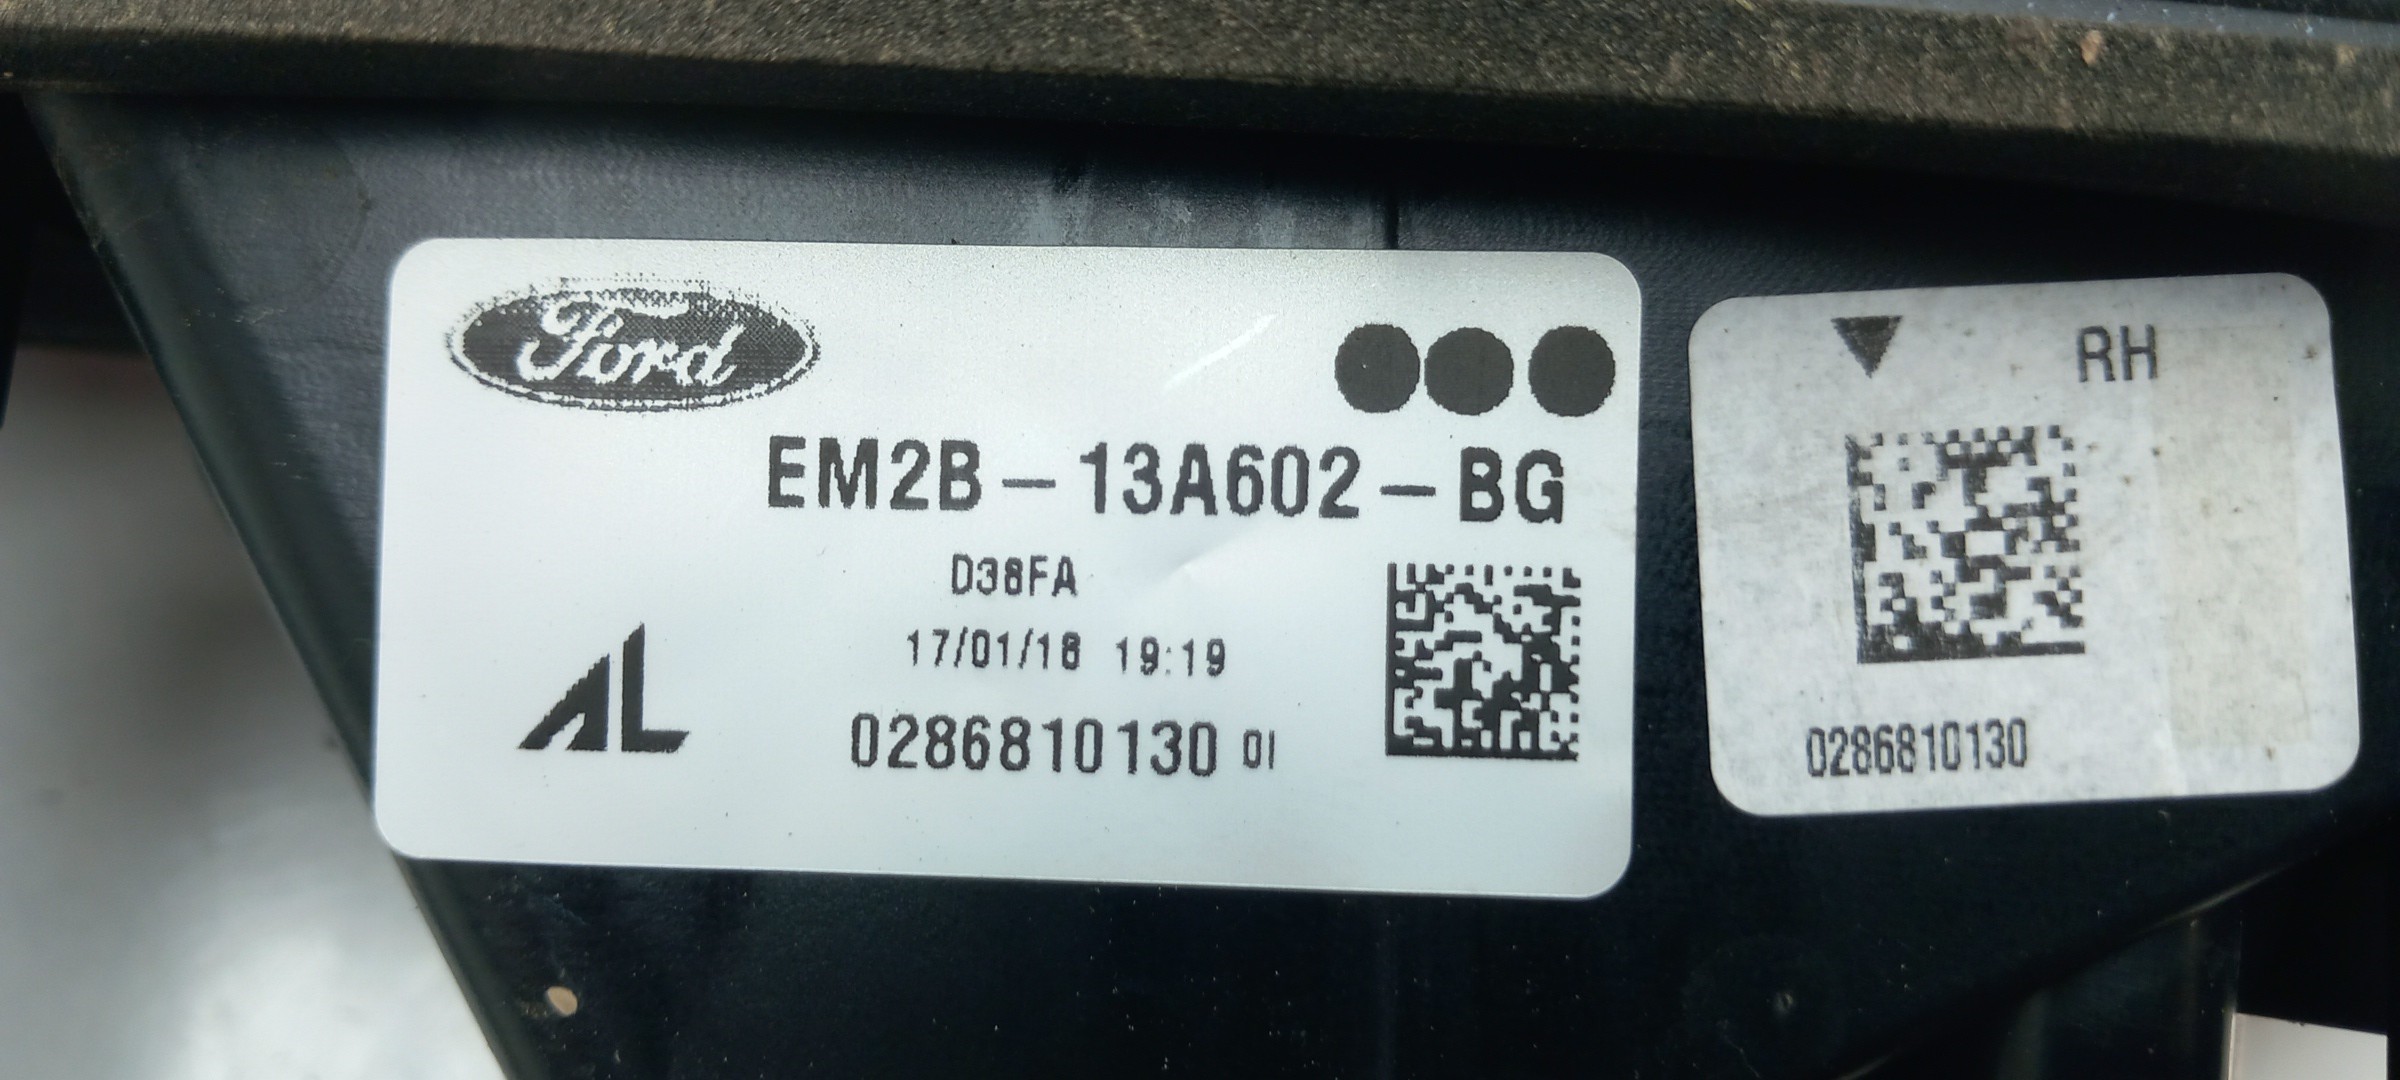 Ford
EM2B-13A602-BG
D38FA
17/01/18 19:19
AL
0286810130 01
RH
0286810130